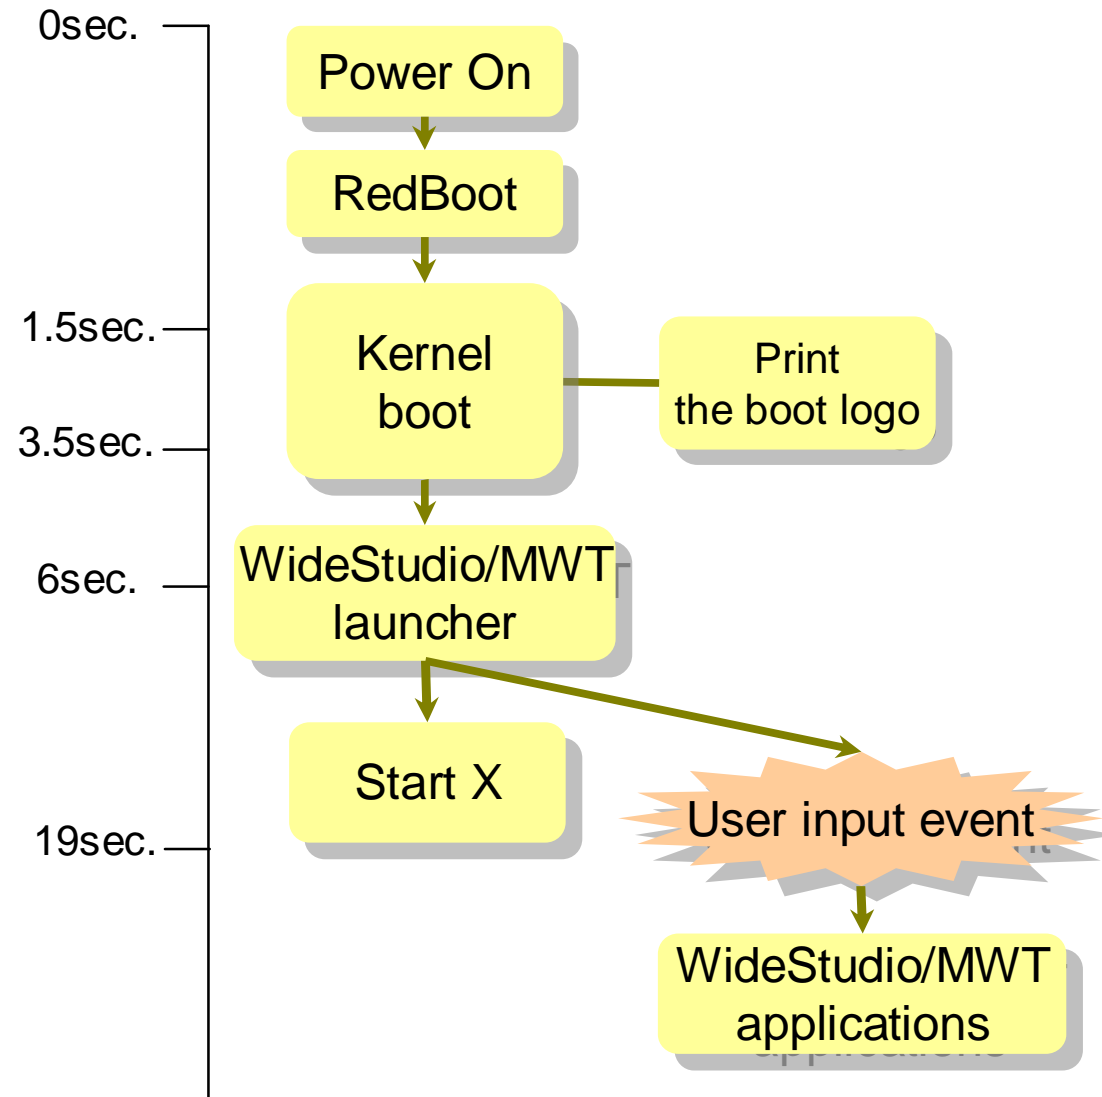 0sec.
Power On
RedBoot
1.5sec.
Kernel
boot
Print
the boot logo
3.5sec.
WideStudio/MWT
launcher
6sec.
Start X
User input event
19sec.
WideStudio/MWT
applications